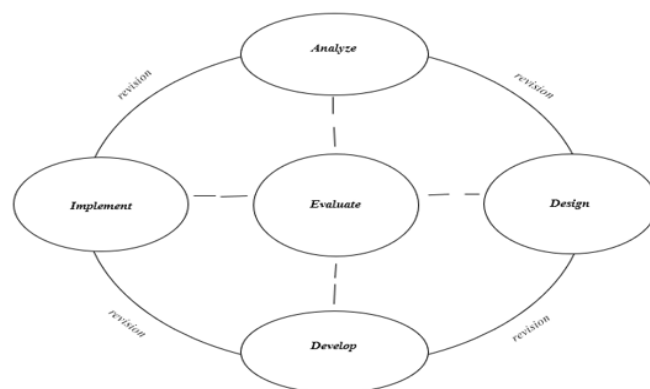 Analyze
revision
revision
Implement
Evaluate
Design
revision
revision
Develop